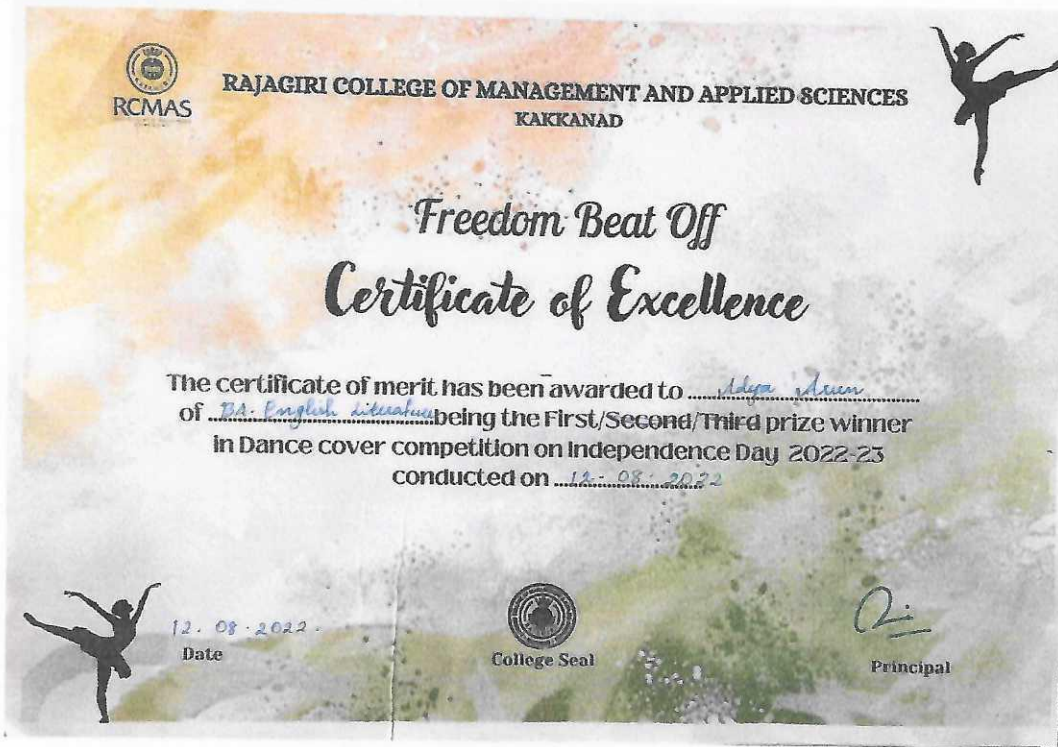 RCMAS
RAJAGIRI COLLEGE OF MANAGEMENT AND APPLIED SCIENCES
KAKKANAD
Freedom Beat Off
Certificate of Excellence
The certificate of merit has been awarded to ...Adya Arun...
of ...BA. English Literature...being the First/Second/Third prize winner
in Dance cover competition on Independence Day 2022-23
conducted on ...12.08.2022
12.08.2022.
Date
College Seal
Principal